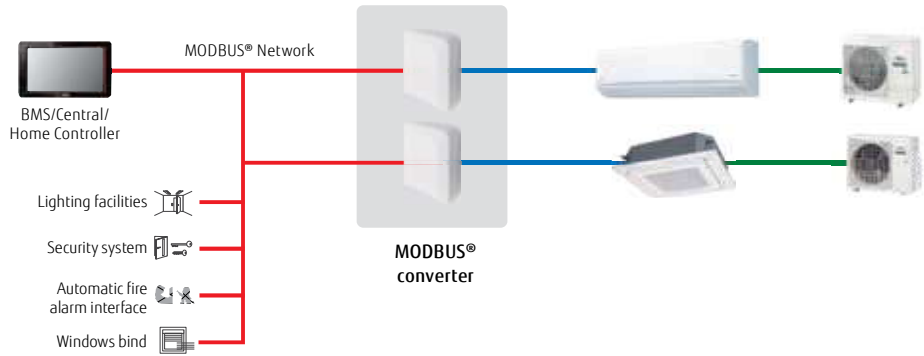 MODBUS® Network
BMS/Central/
Home Controller
Lighting facilities
Security system
Automatic fire
alarm interface
Windows bind
MODBUS®
converter